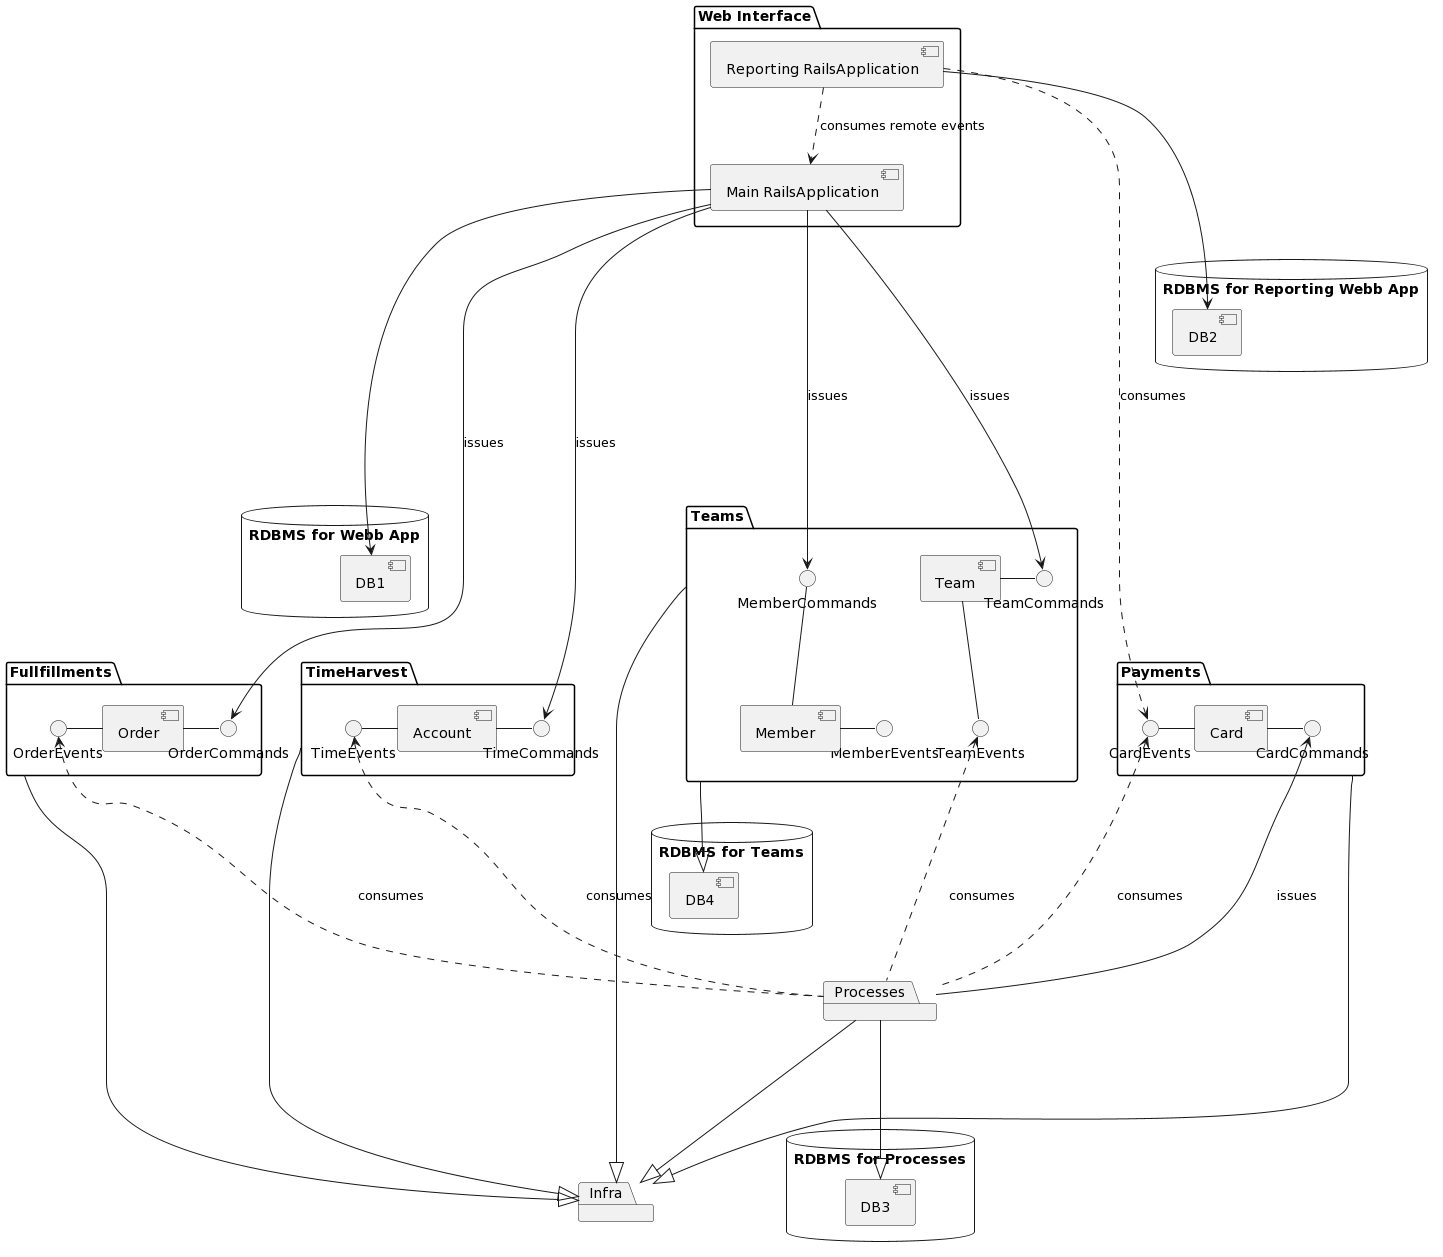 Web Interface
Reporting RailsApplication
consumes remote events
Main RailsApplication
RDBMS for Reporting Webb App
DB2
issues
issues
consumes
issues
issues
RDBMS for Webb App
DB1
Teams
MemberCommands
Team
TeamCommands
Member
MemberEvents
TeamEvents
Fullfillments
OrderEvents
Order
OrderCommands
TimeHarvest
TimeEvents
Account
TimeCommands
Payments
CardEvents
Card
CardCommands
RDBMS for Teams
DB4
consumes
consumes
consumes
consumes
issues
Processes
RDBMS for Processes
DB3
Infra